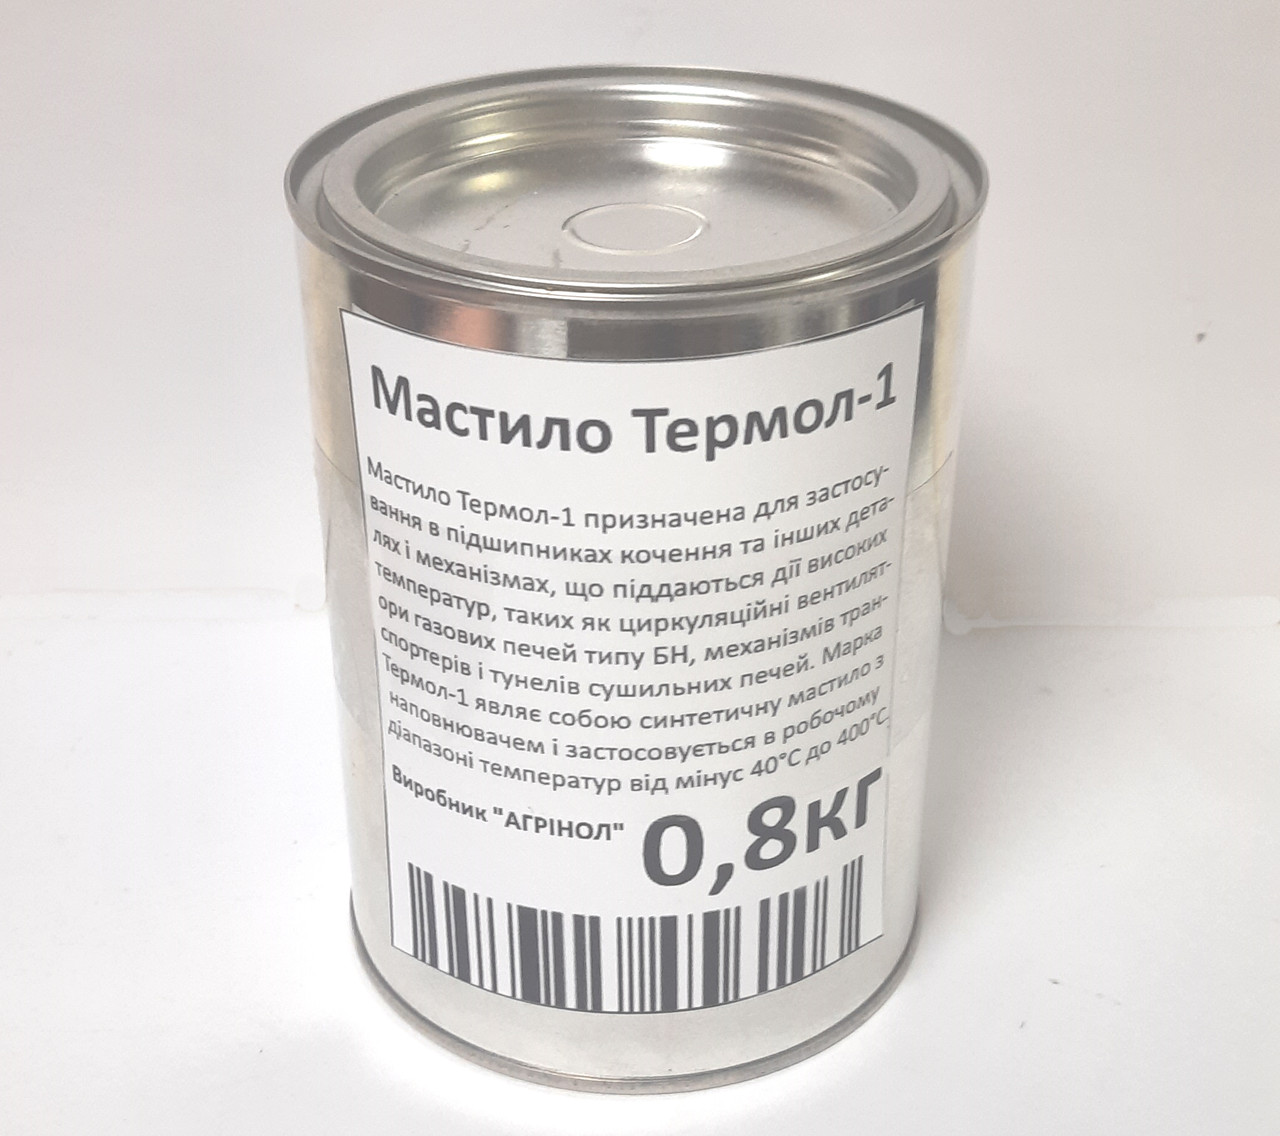 Мастило Термол-1
Мастило Термол-1 призначена для застосу-
вання в підшипниках кочення та інших дета-
лях і механізмах, що піддаються дії високих
температур, таких як циркуляційні вентилят-
ори газових печей типу БН, механізмів тран-
спортерів і тунелів сушильних печей. Марка
Термол-1 являє собою синтетичну мастило з
наповнювачем і застосовується в робочому
діапазоні температур від мінус 40°С до 400°С.
Виробник "АГРІНОЛ"
0,8кг